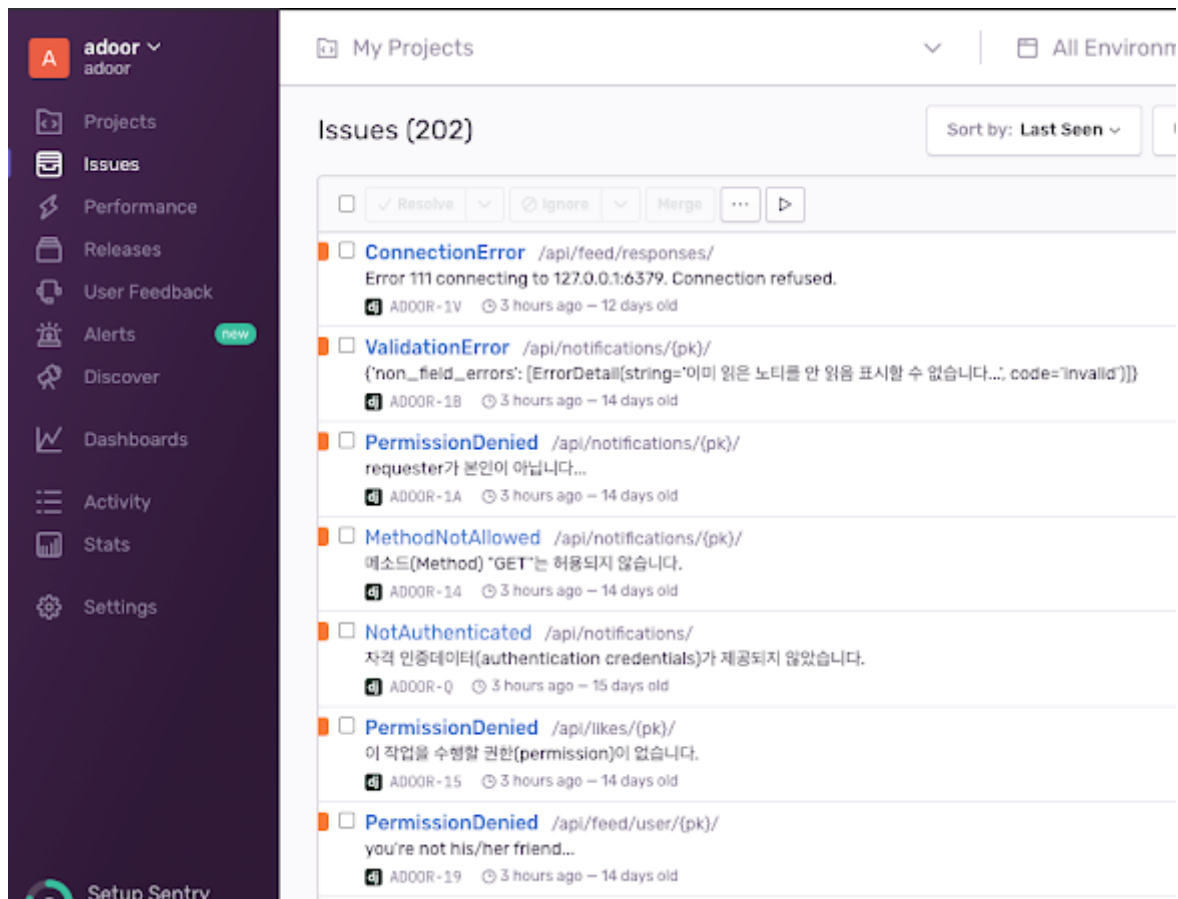 A
adoor
adoor
Projects
Issues
Performance
Releases
User Feedback
Alerts new
Discover
Dashboards
Activity
Stats
Settings
Setup Sentry
My Projects
All Environm
Issues (202)
Sort by: Last Seen
Resolve
Ignore
Merge
ConnectionError /api/feed/responses/
Error 111 connecting to 127.0.0.1:6379. Connection refused.
dj ADOOR-1V 3 hours ago — 12 days old
ValidationError /api/notifications/{pk}/
{'non_field_errors': [ErrorDetail(string='이미 읽은 노티를 안 읽음 표시할 수 없습니다...', code='invalid')]}
dj ADOOR-1B 3 hours ago — 14 days old
PermissionDenied /api/notifications/{pk}/
requester가 본인이 아닙니다...
dj ADOOR-1A 3 hours ago — 14 days old
MethodNotAllowed /api/notifications/{pk}/
메소드(Method) "GET"는 허용되지 않습니다.
dj ADOOR-14 3 hours ago — 14 days old
NotAuthenticated /api/notifications/
자격 인증데이터(authentication credentials)가 제공되지 않았습니다.
dj ADOOR-Q 3 hours ago — 15 days old
PermissionDenied /api/likes/{pk}/
이 작업을 수행할 권한(permission)이 없습니다.
dj ADOOR-15 3 hours ago — 14 days old
PermissionDenied /api/feed/user/{pk}/
you're not his/her friend...
dj ADOOR-19 3 hours ago — 14 days old